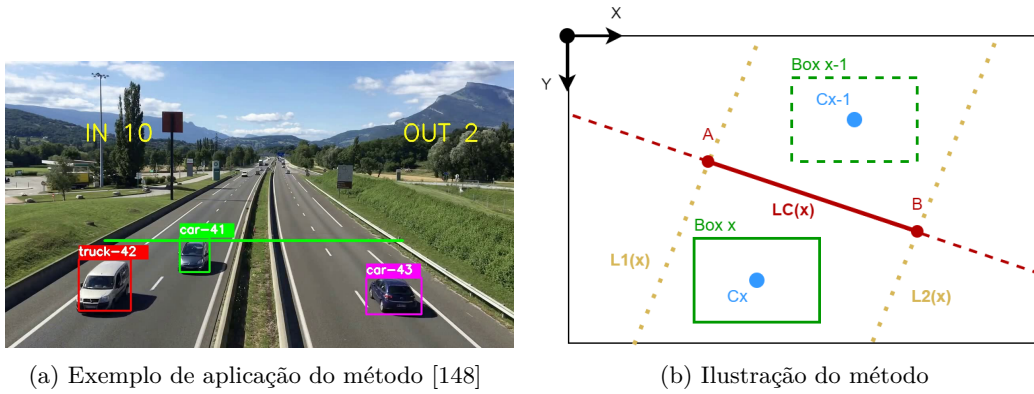 IN 10
OUT 2
car-41
truck-42
car-43
(a) Exemplo de aplicação do método [148]
X
Y
Box x-1
Cx-1
A
LC(x)
B
Box x
L1(x)
L2(x)
Cx
(b) Ilustração do método